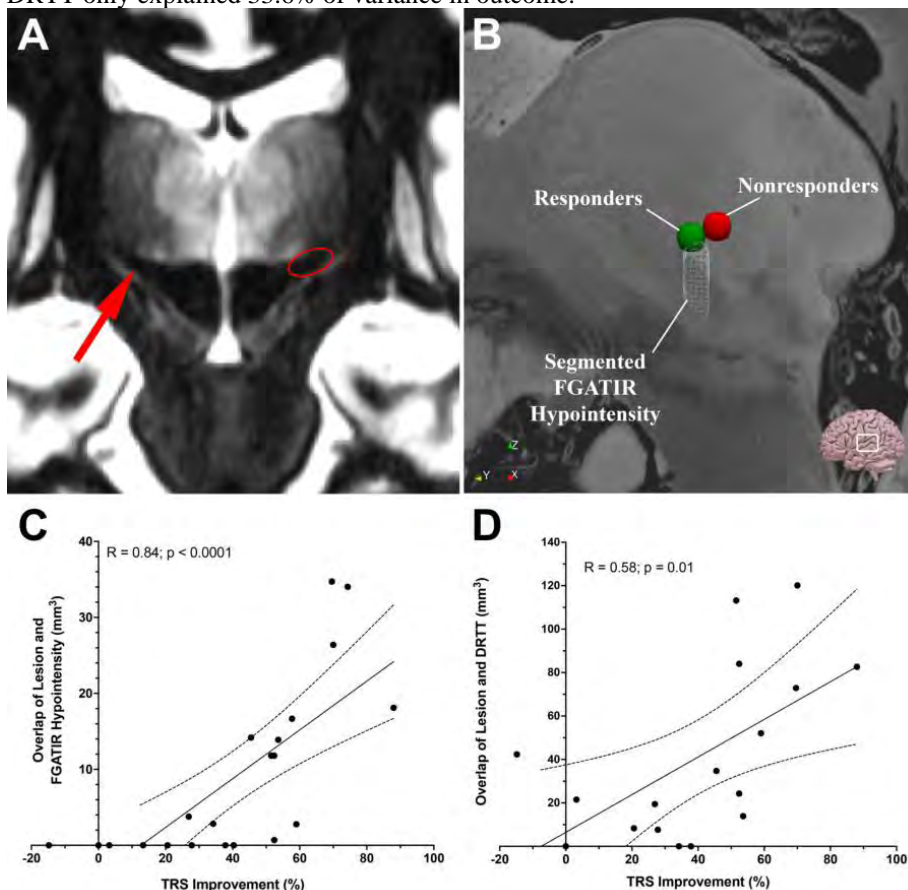 DRTT only explained 33.6% of variance in outcome.
A
B
Responders
Nonresponders
Segmented
FGATIR
Hypointensity
Z
Y
X
C
R = 0.84; p < 0.0001
Overlap of Lesion and
FGATIR Hypointensity (mm³)
40
30
20
10
-20 0 20 40 60 80 100
TRS Improvement (%)
D
R = 0.58; p = 0.01
Overlap of Lesion and DRTT (mm³)
140
120
100
80
60
40
20
0
-20 0 20 40 60 80 100
TRS Improvement (%)